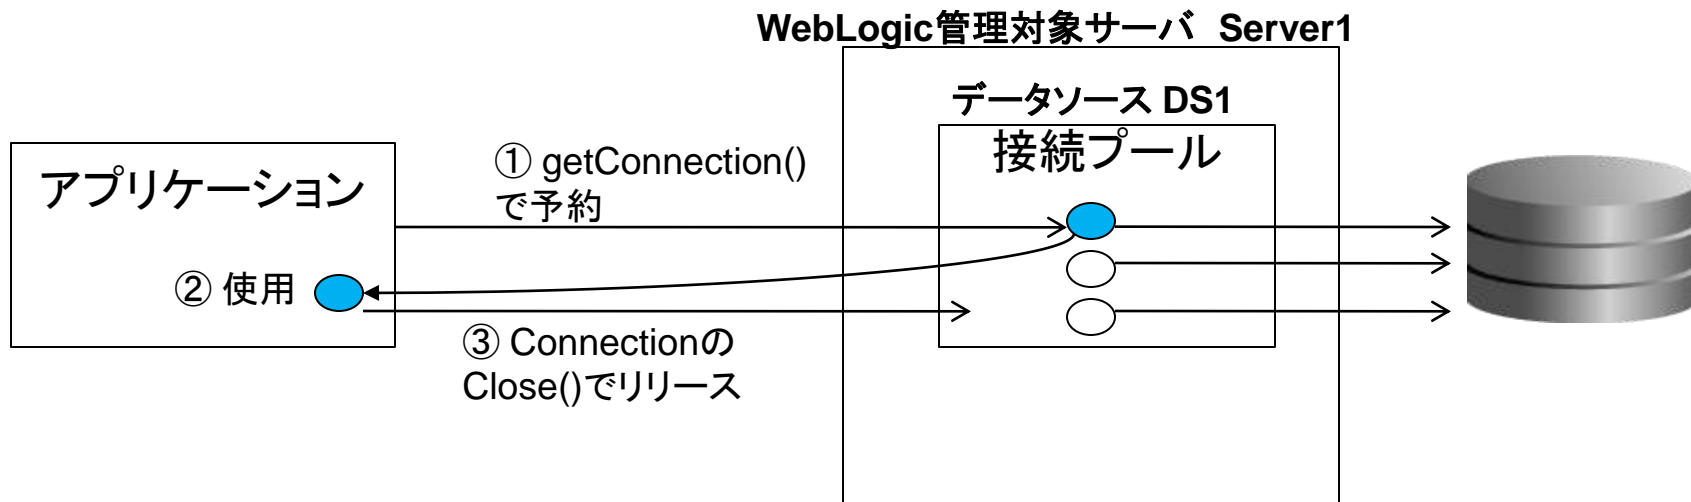 WebLogic管理対象サーバ Server1
データソース DS1
接続プール
アプリケーション
① getConnection()
で予約
② 使用
③ Connectionの
Close()でリリース